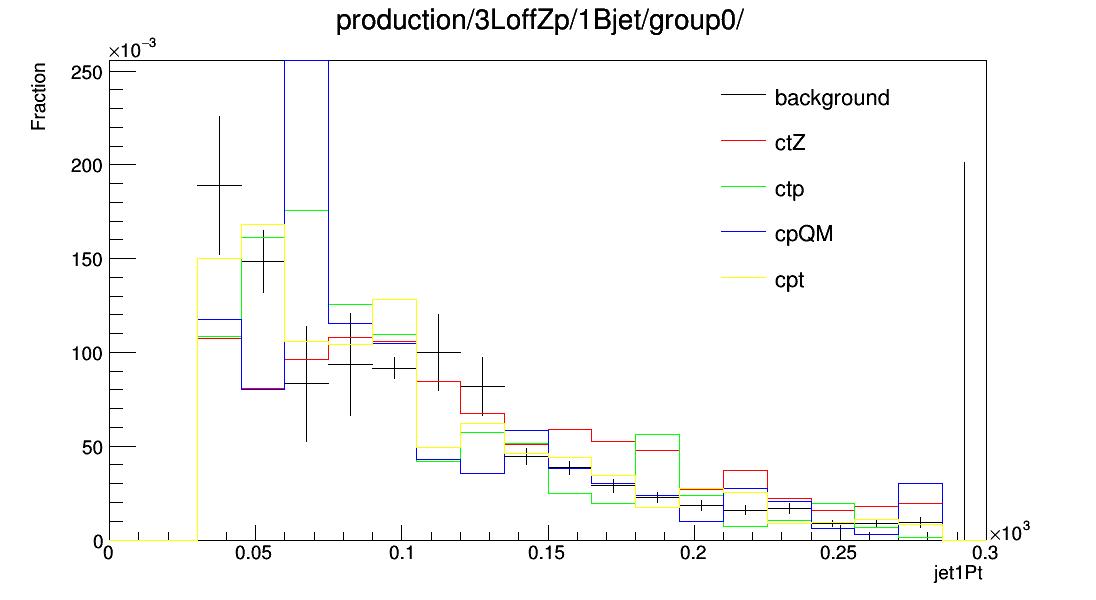 production/3LoffZp/1Bjet/group0/
×10⁻³
Fraction
250
200
150
100
50
0
background
ctZ
ctp
cpQM
cpt
0 0.05 0.1 0.15 0.2 0.25 0.3
×10³
jet1Pt